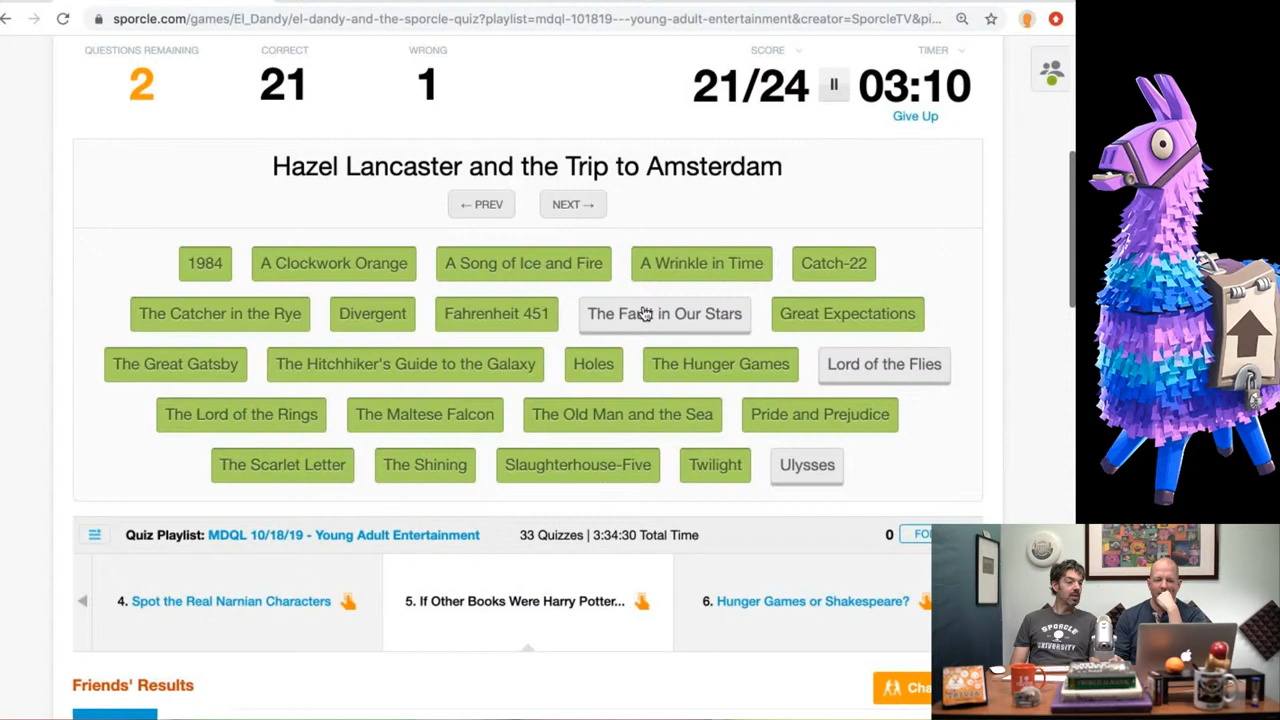 sporcle.com/games/El_Dandy/el-dandy-and-the-sporcle-quiz?playlist=mdql-101819---young-adult-entertainment&creator=SporcleTV&pi...
QUESTIONS REMAINING CORRECT WRONG SCORE TIMER
2 21 1 21/24 03:10
Give Up
Hazel Lancaster and the Trip to Amsterdam
← PREV NEXT →
1984 A Clockwork Orange A Song of Ice and Fire A Wrinkle in Time Catch-22
The Catcher in the Rye Divergent Fahrenheit 451 The Fault in Our Stars Great Expectations
The Great Gatsby The Hitchhiker's Guide to the Galaxy Holes The Hunger Games Lord of the Flies
The Lord of the Rings The Maltese Falcon The Old Man and the Sea Pride and Prejudice
The Scarlet Letter The Shining Slaughterhouse-Five Twilight Ulysses
Quiz Playlist: MDQL 10/18/19 - Young Adult Entertainment 33 Quizzes | 3:34:30 Total Time 0 FO
4. Spot the Real Narnian Characters 5. If Other Books Were Harry Potter... 6. Hunger Games or Shakespeare?
SPORCLE
UNIVERSITY
Friends' Results Cha